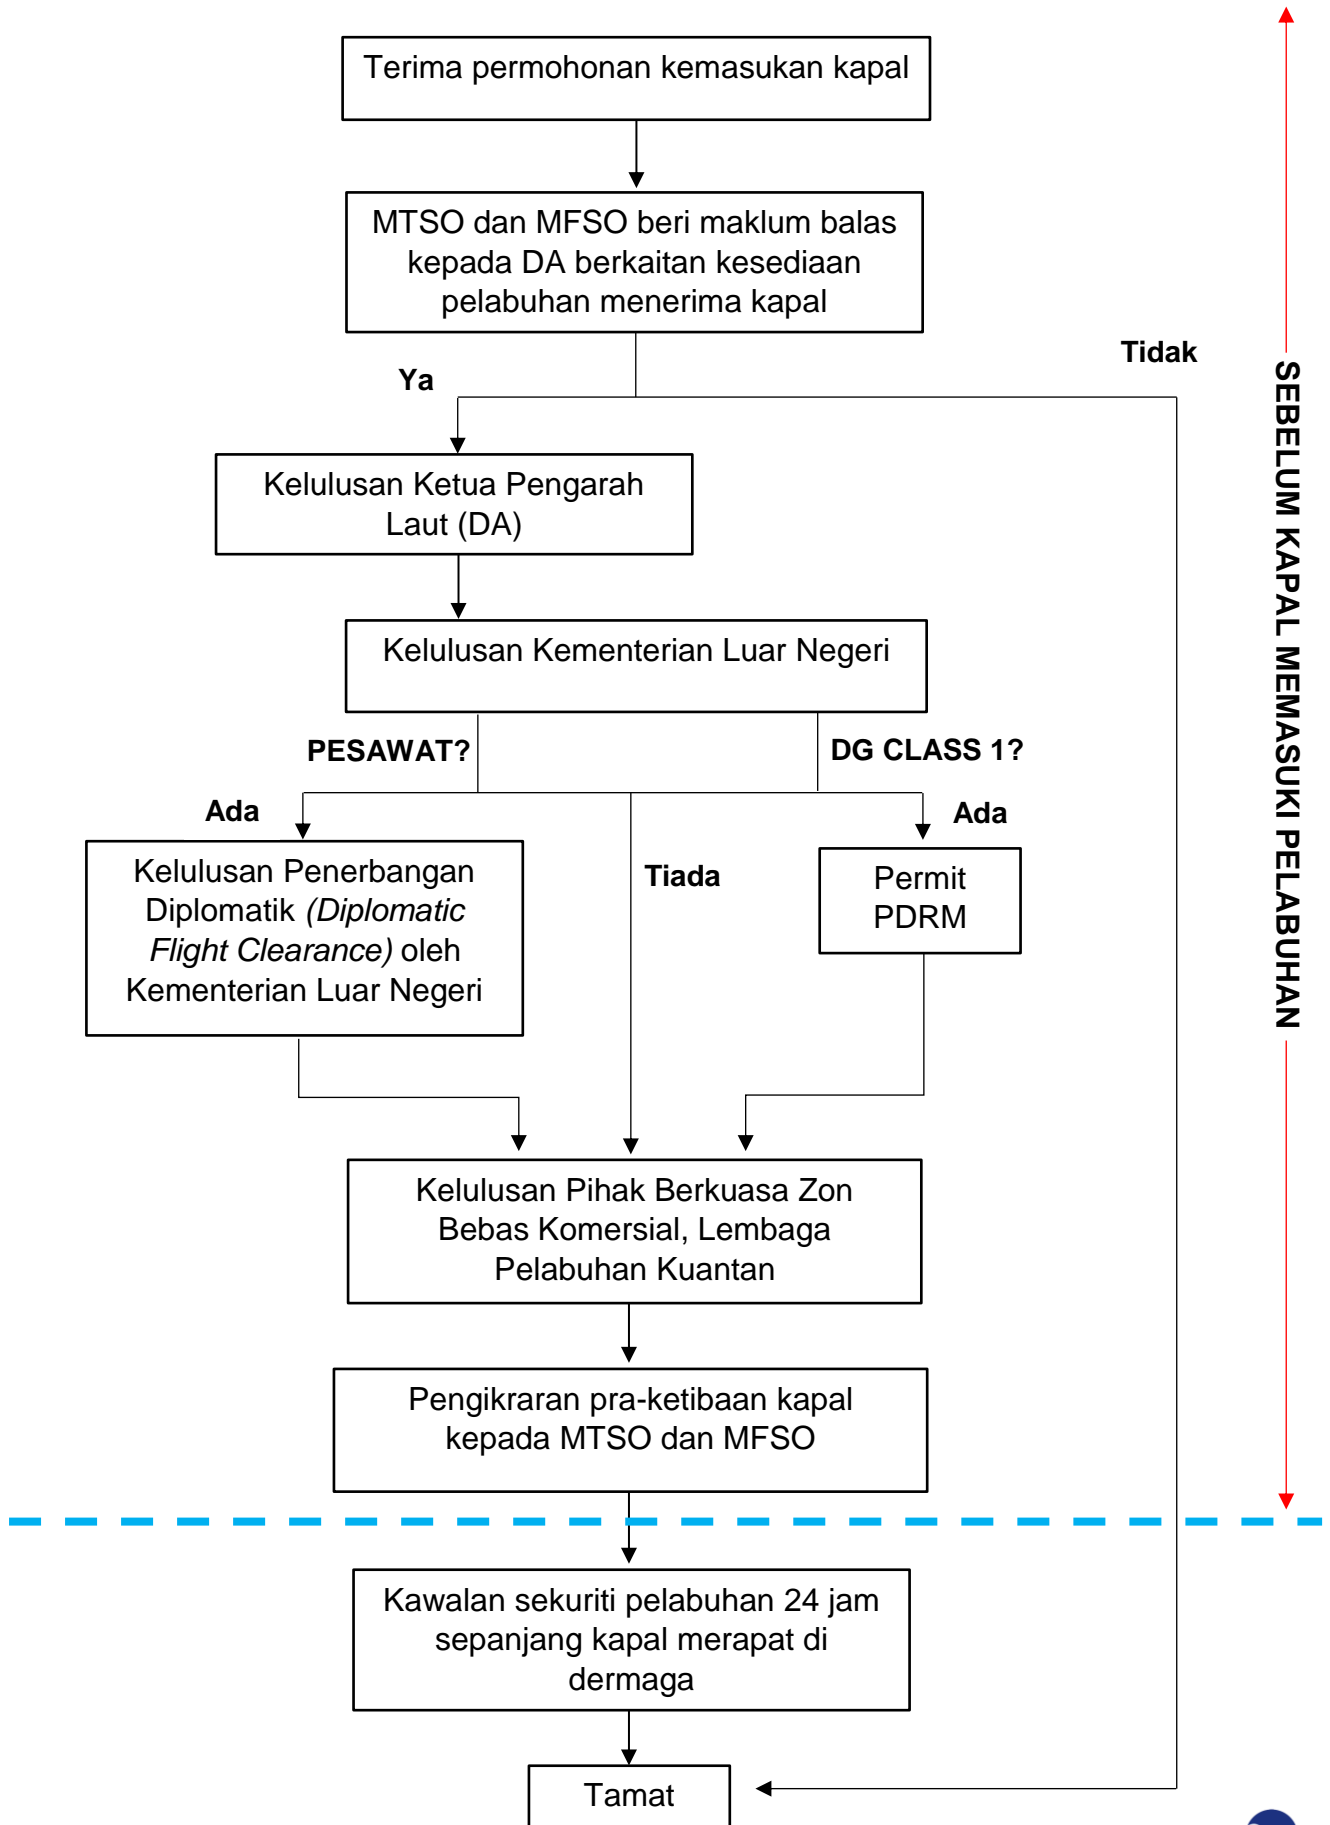 Terima permohonan kemasukan kapal
MTSO dan MFSO beri maklum balas
kepada DA berkaitan kesediaan
pelabuhan menerima kapal
Tidak
Ya
Kelulusan Ketua Pengarah
Laut (DA)
Kelulusan Kementerian Luar Negeri
PESAWAT?
DG CLASS 1?
Ada
Ada
Kelulusan Penerbangan
Diplomatik (Diplomatic
Flight Clearance) oleh
Kementerian Luar Negeri
Tiada
Permit
PDRM
Kelulusan Pihak Berkuasa Zon
Bebas Komersial, Lembaga
Pelabuhan Kuantan
Pengikraran pra-ketibaan kapal
kepada MTSO dan MFSO
Kawalan sekuriti pelabuhan 24 jam
sepanjang kapal merapat di
dermaga
Tamat
SEBELUM KAPAL MEMASUKI PELABUHAN